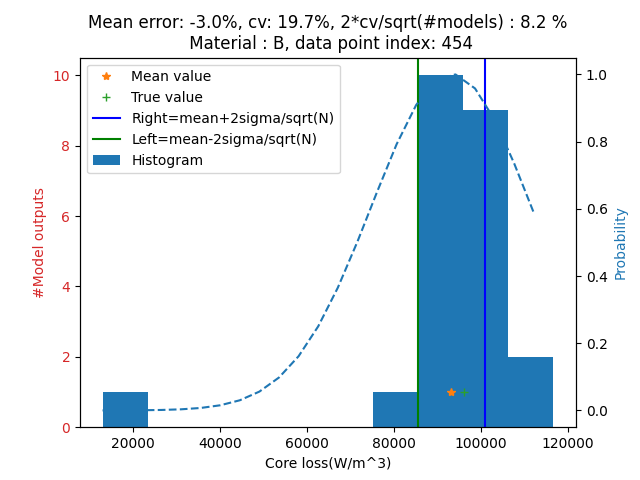 Mean error: -3.0%, cv: 19.7%, 2*cv/sqrt(#models) : 8.2 %
Material : B, data point index: 454
Mean value
True value
Right=mean+2sigma/sqrt(N)
Left=mean-2sigma/sqrt(N)
Histogram
10
8
6
4
2
0
#Model outputs
1.0
0.8
0.6
0.4
0.2
0.0
Probability
20000 40000 60000 80000 100000 120000
Core loss(W/m^3)